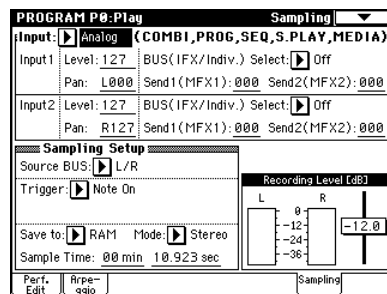 PROGRAM P0:Play Sampling
Input: Analog (COMBI,PROG,SEQ,S.PLAY,MEDIA)
Input1 Level: 127 BUS(IFX/Indiv.) Select: Off
Pan: L000 Send1(MFX1): 000 Send2(MFX2): 000
Input2 Level: 127 BUS(IFX/Indiv.) Select: Off
Pan: R127 Send1(MFX1): 000 Send2(MFX2): 000
Sampling Setup
Source BUS: L/R
Trigger: Note On
Save to: RAM Mode: Stereo
Sample Time: 00 min 10.923 sec
Recording Level [dB]
L R
0
-12
-24
-36
-12.0
Perf. Edit
Arpe-ggio
Sampling